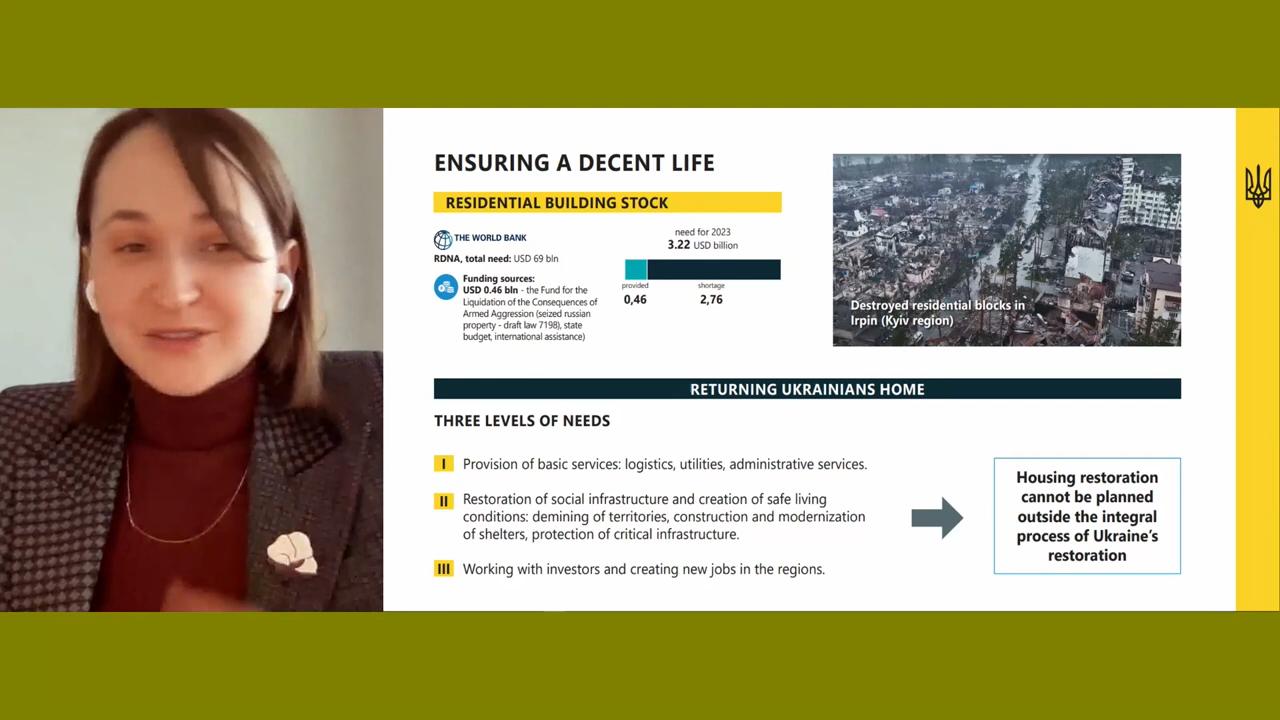 ENSURING A DECENT LIFE
RESIDENTIAL BUILDING STOCK
THE WORLD BANK
RDNA, total need: USD 69 bln
Funding sources:
USD 0.46 bln - the Fund for the
Liquidation of the Consequences of
Armed Aggression (seized russian
property - draft law 7198), state
budget, international assistance)
need for 2023
3.22 USD billion
provided
shortage
0,46
2,76
Destroyed residential blocks in
Irpin (Kyiv region)
RETURNING UKRAINIANS HOME
THREE LEVELS OF NEEDS
I Provision of basic services: logistics, utilities, administrative services.
II Restoration of social infrastructure and creation of safe living
conditions: demining of territories, construction and modernization
of shelters, protection of critical infrastructure.
III Working with investors and creating new jobs in the regions.
Housing restoration
cannot be planned
outside the integral
process of Ukraine's
restoration